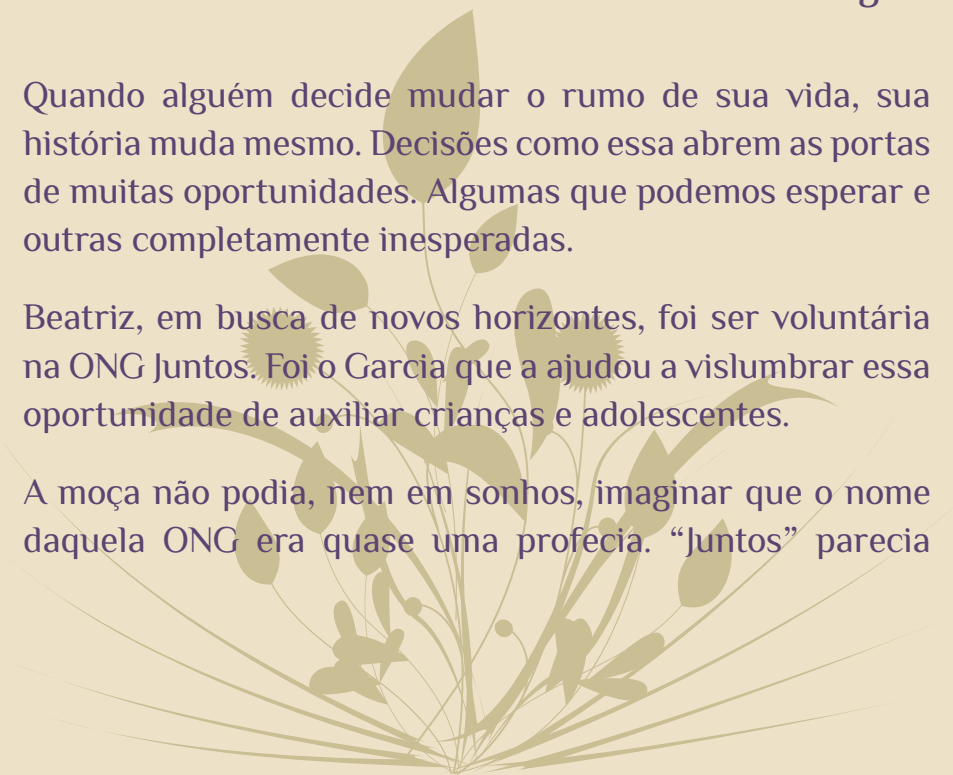 Quando alguém decide mudar o rumo de sua vida, sua
história muda mesmo. Decisões como essa abrem as portas
de muitas oportunidades. Algumas que podemos esperar e
outras completamente inesperadas.
Beatriz, em busca de novos horizontes, foi ser voluntária
na ONG Juntos. Foi o Garcia que a ajudou a vislumbrar essa
oportunidade de auxiliar crianças e adolescentes.
A moça não podia, nem em sonhos, imaginar que o nome
daquela ONG era quase uma profecia. “Juntos” parecia